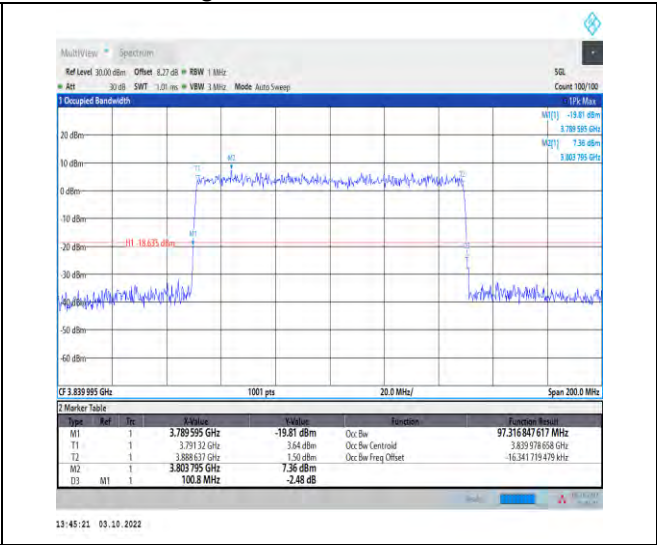 MultiView Spectrum
Ref Level 30.00 dBm Offset 8.27 dB RBW 1 MHz SGL
Att 30 dB SWT 1.01 ms VBW 3 MHz Mode Auto Sweep Count 100/100
1 Occupied Bandwidth 1Pk Max
M1[1] -19.81 dBm
3.789 595 GHz
20 dBm
M2[1] 7.36 dBm
3.803 795 GHz
10 dBm
M2
T1
T2
0 dBm
-10 dBm
M1
H1 -18.635 dBm
-20 dBm
-30 dBm
-40 dBm
-50 dBm
-60 dBm
CF 3.839 995 GHz 1001 pts 20.0 MHz/ Span 200.0 MHz
2 Marker Table
Type Ref Trc X-Value Y-Value Function Function Result
M1 1 3.789 595 GHz -19.81 dBm Occ Bw 97.316 847 617 MHz
T1 1 3.791 32 GHz 3.64 dBm Occ Bw Centroid 3.839 978 658 GHz
T2 1 3.888 637 GHz 1.50 dBm Occ Bw Freq Offset -16.341 719 479 kHz
M2 1 3.803 795 GHz 7.36 dBm
D3 M1 1 100.8 MHz -2.48 dB
13:45:21 03.10.2022